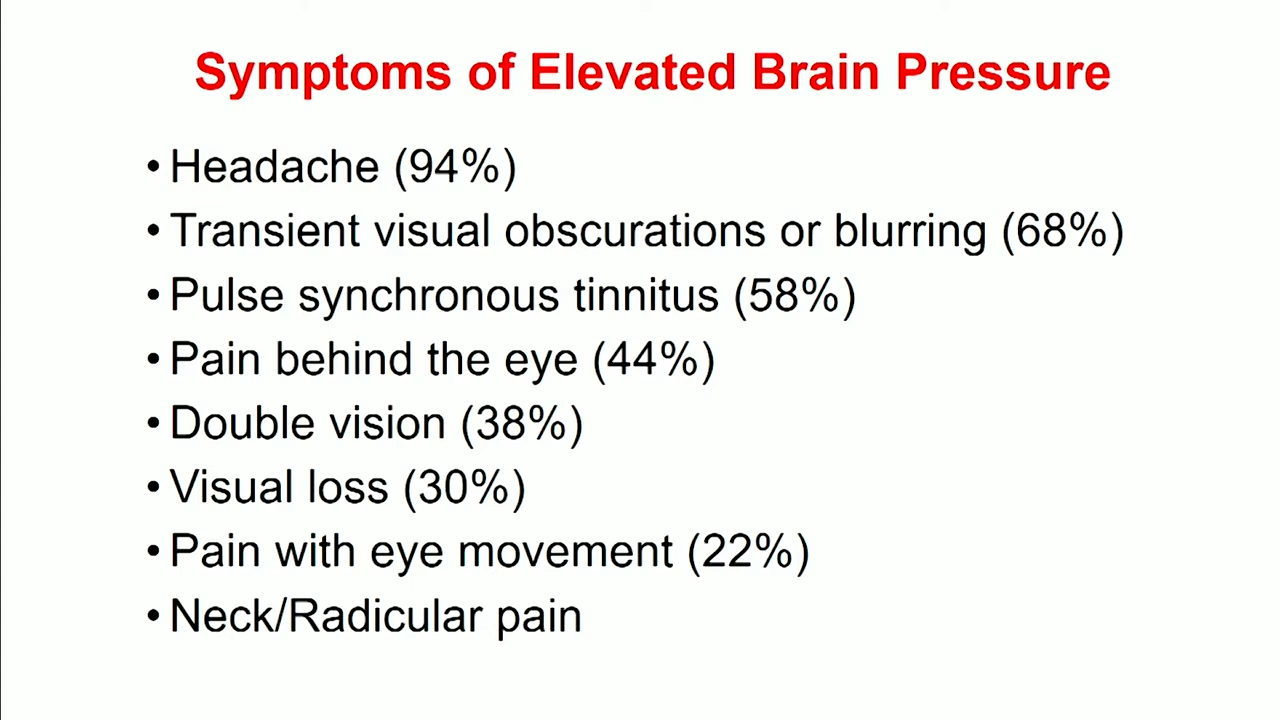 Symptoms of Elevated Brain Pressure
• Headache (94%)
• Transient visual obscurations or blurring (68%)
• Pulse synchronous tinnitus (58%)
• Pain behind the eye (44%)
• Double vision (38%)
• Visual loss (30%)
• Pain with eye movement (22%)
• Neck/Radicular pain